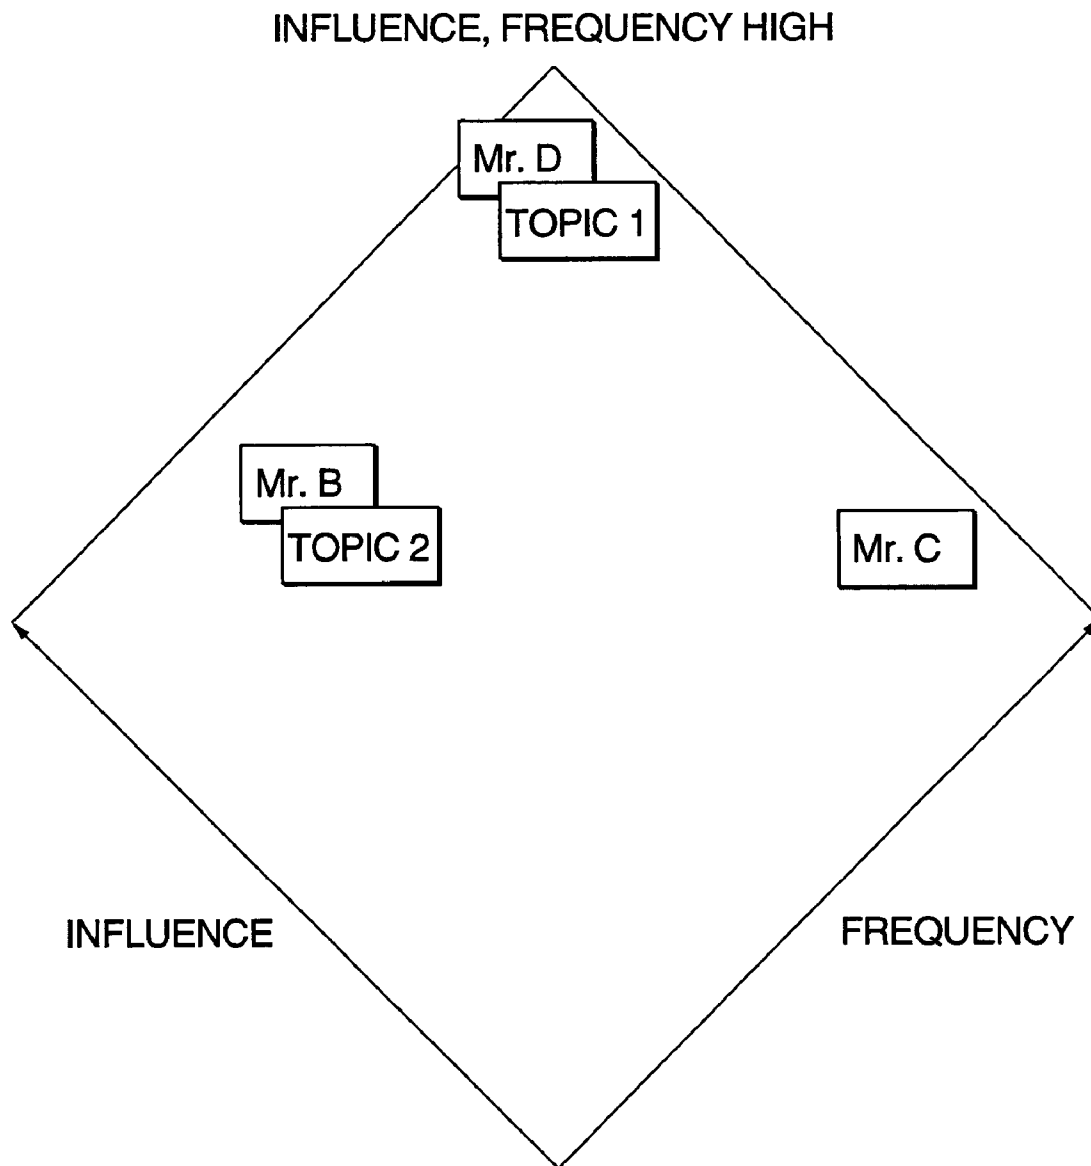 INFLUENCE, FREQUENCY HIGH
Mr. D
TOPIC 1
Mr. B
TOPIC 2
Mr. C
INFLUENCE
FREQUENCY